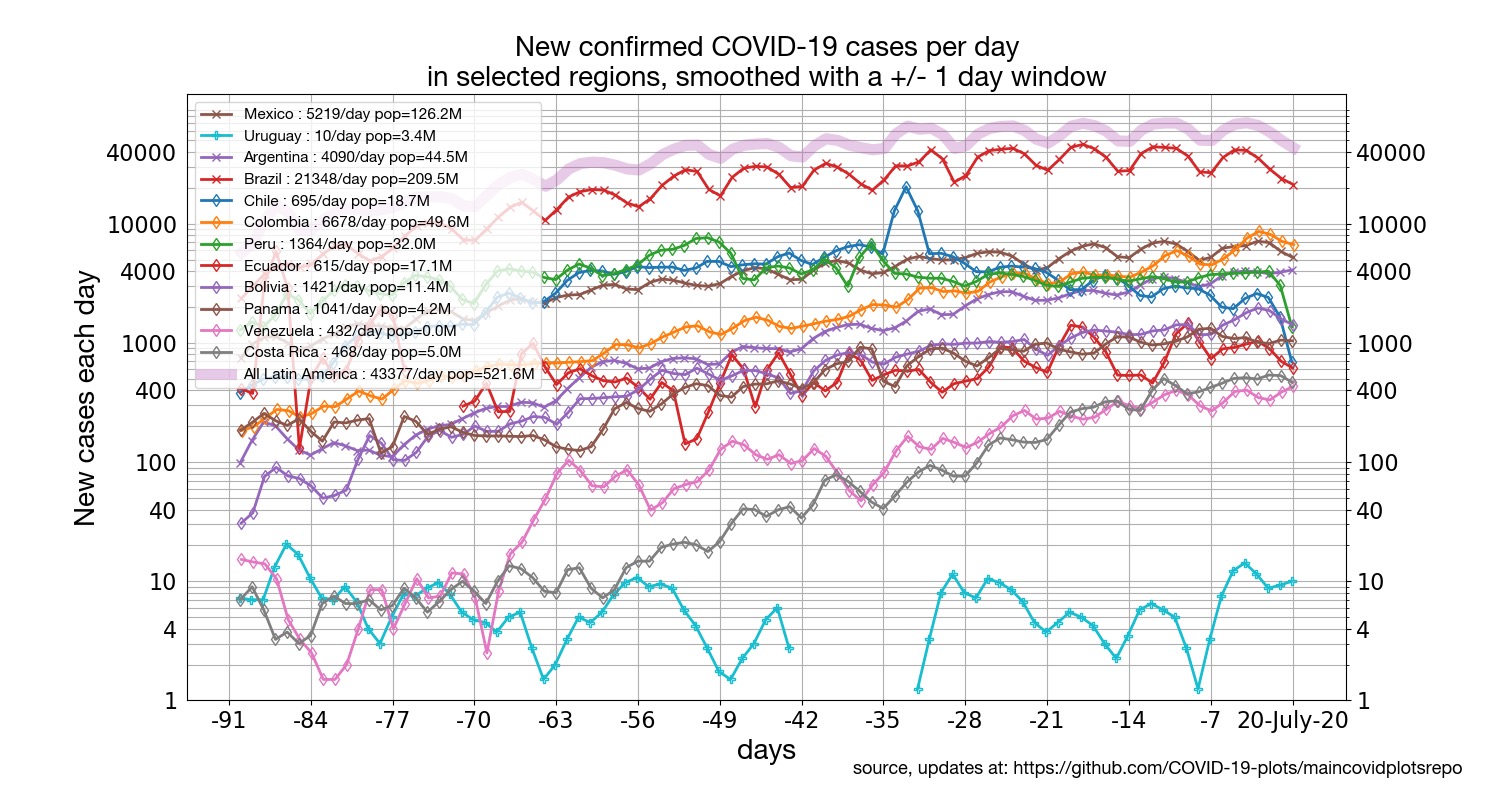 New confirmed COVID-19 cases per day
in selected regions, smoothed with a +/- 1 day window
Mexico : 5219/day pop=126.2M
Uruguay : 10/day pop=3.4M
Argentina : 4090/day pop=44.5M
Brazil : 21348/day pop=209.5M
Chile : 695/day pop=18.7M
Colombia : 6678/day pop=49.6M
Peru : 1364/day pop=32.0M
Ecuador : 615/day pop=17.1M
Bolivia : 1421/day pop=11.4M
Panama : 1041/day pop=4.2M
Venezuela : 432/day pop=0.0M
Costa Rica : 468/day pop=5.0M
All Latin America : 43377/day pop=521.6M
New cases each day
40000
10000
4000
1000
400
100
40
10
4
1
40000
10000
4000
1000
400
100
40
10
4
1
-91 -84 -77 -70 -63 -56 -49 -42 -35 -28 -21 -14 -7 20-July-20
days
source, updates at: https://github.com/COVID-19-plots/maincovidplotsrepo